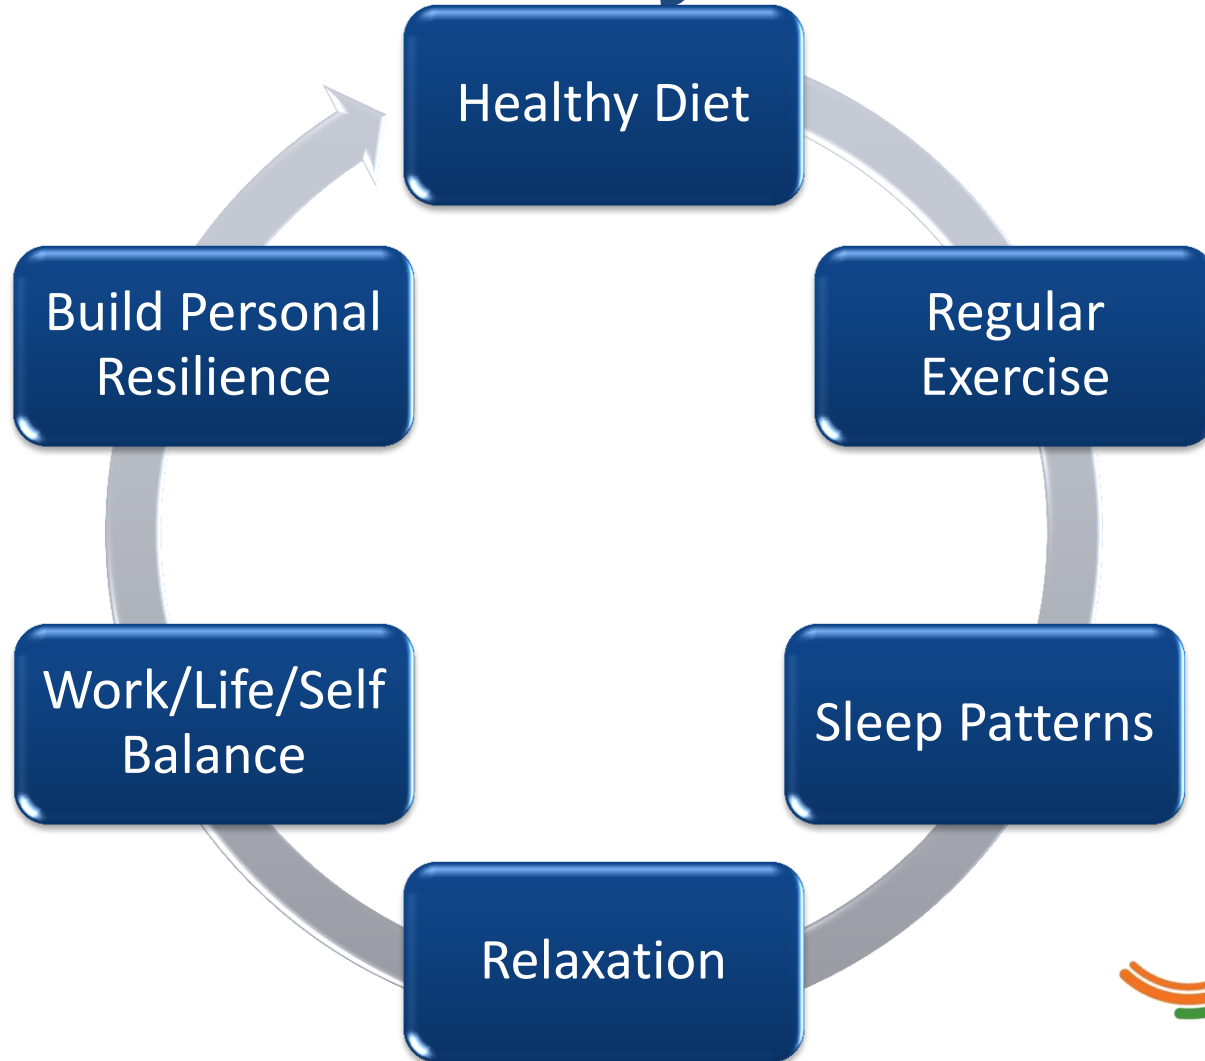 Healthy Diet
Regular
Exercise
Sleep Patterns
Relaxation
Work/Life/Self
Balance
Build Personal
Resilience